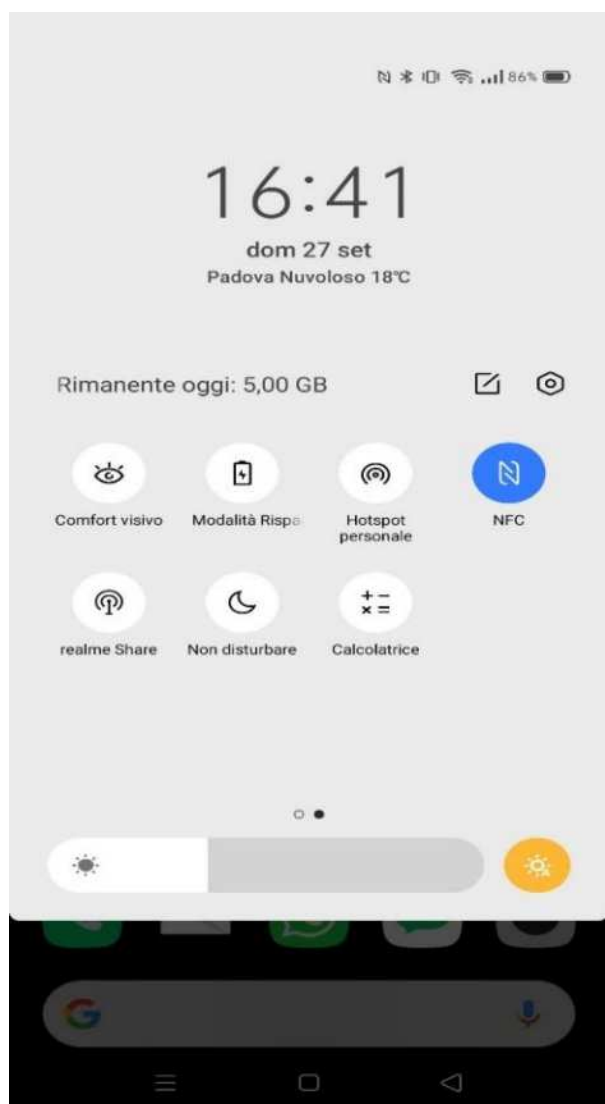 86%
16:41
dom 27 set
Padova Nuvoloso 18°C
Rimanente oggi: 5,00 GB
Comfort visivo
Modalità Rispa
Hotspot
personale
NFC
realme Share
Non disturbare
Calcolatrice